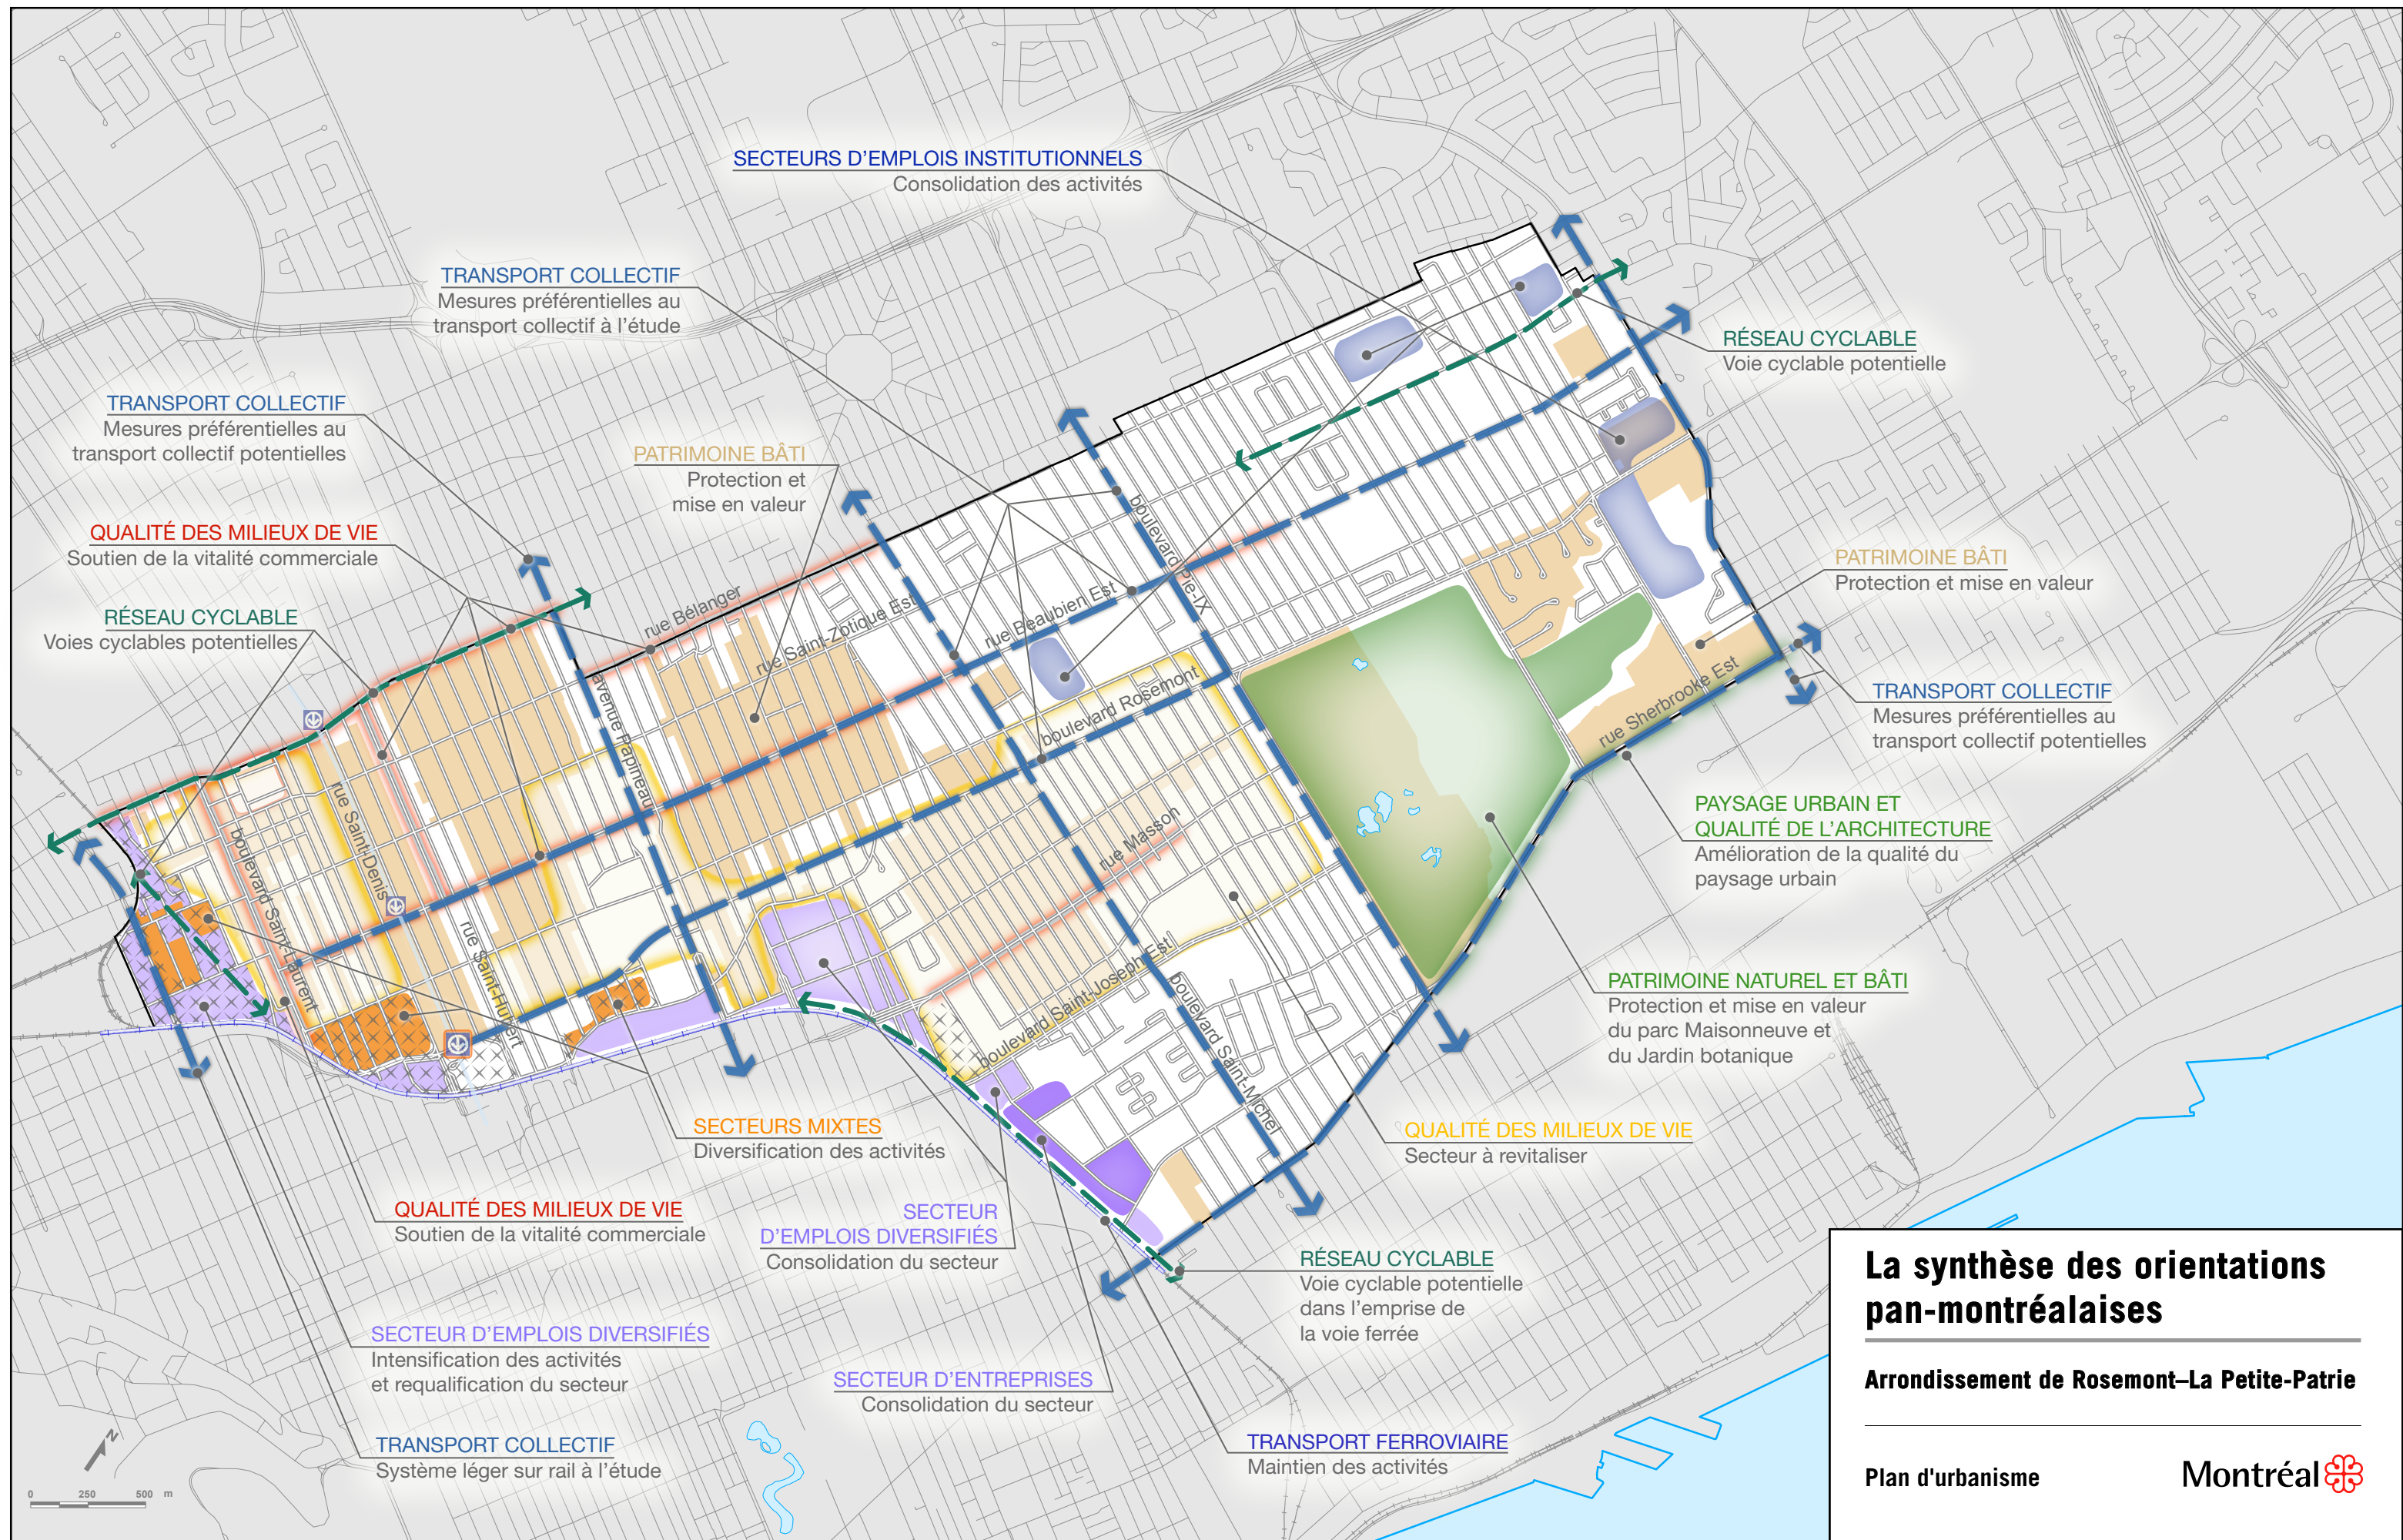 SECTEURS D'EMPLOIS INSTITUTIONNELS
Consolidation des activités
TRANSPORT COLLECTIF
Mesures préférentielles au
transport collectif à l'étude
RÉSEAU CYCLABLE
Voie cyclable potentielle
TRANSPORT COLLECTIF
Mesures préférentielles au
transport collectif potentielles
PATRIMOINE BÂTI
Protection et
mise en valeur
QUALITÉ DES MILIEUX DE VIE
Soutien de la vitalité commerciale
PATRIMOINE BÂTI
Protection et mise en valeur
RÉSEAU CYCLABLE
Voies cyclables potentielles
TRANSPORT COLLECTIF
Mesures préférentielles au
transport collectif potentielles
rue Bélanger
rue Saint-Zotique Est
rue Beaubien Est
boulevard Pie-IX
boulevard Rosemont
rue Sherbrooke Est
avenue Papineau
rue Masson
rue Saint-Denis
boulevard Saint-Laurent
rue Saint-Hubert
boulevard Saint-Joseph Est
boulevard Saint-Michel
PAYSAGE URBAIN ET
QUALITÉ DE L'ARCHITECTURE
Amélioration de la qualité du
paysage urbain
PATRIMOINE NATUREL ET BÂTI
Protection et mise en valeur
du parc Maisonneuve et
du Jardin botanique
SECTEURS MIXTES
Diversification des activités
QUALITÉ DES MILIEUX DE VIE
Secteur à revitaliser
QUALITÉ DES MILIEUX DE VIE
Soutien de la vitalité commerciale
SECTEUR
D'EMPLOIS DIVERSIFIÉS
Consolidation du secteur
RÉSEAU CYCLABLE
Voie cyclable potentielle
dans l'emprise de
la voie ferrée
SECTEUR D'EMPLOIS DIVERSIFIÉS
Intensification des activités
et requalification du secteur
SECTEUR D'ENTREPRISES
Consolidation du secteur
TRANSPORT COLLECTIF
Système léger sur rail à l'étude
TRANSPORT FERROVIAIRE
Maintien des activités
N
0 250 500 m
La synthèse des orientations
pan-montréalaises
Arrondissement de Rosemont–La Petite-Patrie
Plan d'urbanisme
Montréal